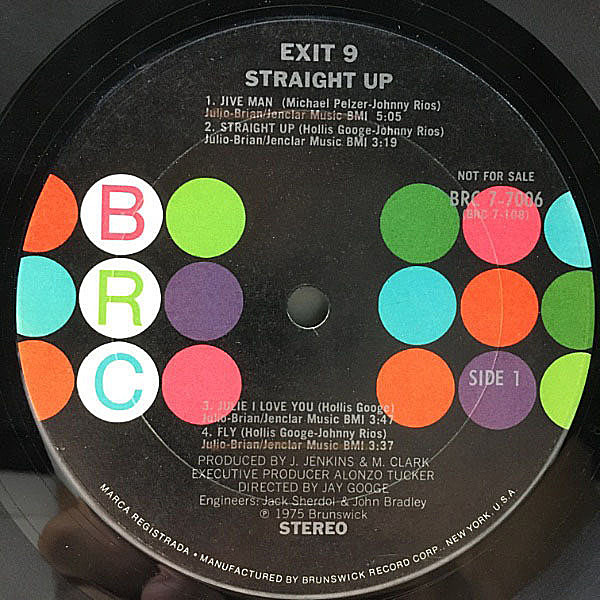 EXIT 9
STRAIGHT UP
1. JIVE MAN (Michael Pelzer-Johnny Rios)
Julio-Brian/Jenclar Music BMI 5:05
2. STRAIGHT UP (Hollis Googe-Johnny Rios)
Julio-Brian/Jenclar Music BMI 3:19
NOT FOR SALE
BRC 7-7006
(BRC 7-108)
B
R
C
SIDE 1
3. JULIE I LOVE YOU (Hollis Googe)
Julio-Brian/Jenclar Music BMI 3:47
4. FLY (Hollis Googe-Johnny Rios)
Julio-Brian/Jenclar Music BMI 3:37
PRODUCED BY J. JENKINS & M. CLARK
EXECUTIVE PRODUCER ALONZO TUCKER
DIRECTED BY JAY GOOGE
Engineers: Jack Sherdol & John Bradley
℗ 1975 Brunswick
STEREO
MARCA REGISTRADA • MANUFACTURED BY BRUNSWICK RECORD CORP., NEW YORK, U.S.A.